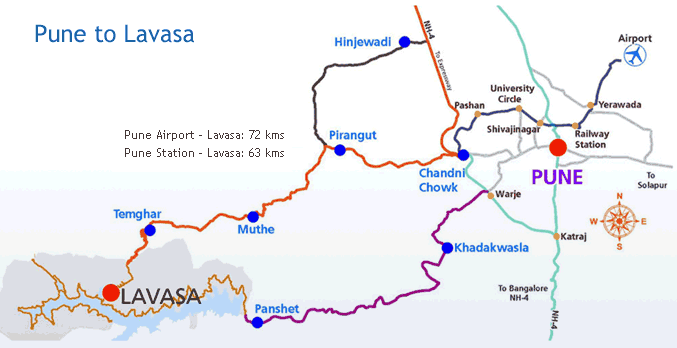 Pune to Lavasa
Airport
NH-4
To Expressway
Hinjewadi
University
Circle
Pashan
Yerawada
Pune Airport - Lavasa: 72 kms
Pune Station - Lavasa: 63 kms
Shivajinagar
Railway
Station
Pirangut
Chandni
Chowk
PUNE
To
Solapur
Warje
N
W
E
S
Temghar
Muthe
Katraj
Khadakwasla
LAVASA
To Bangalore
NH-4
Panshet
NH-4